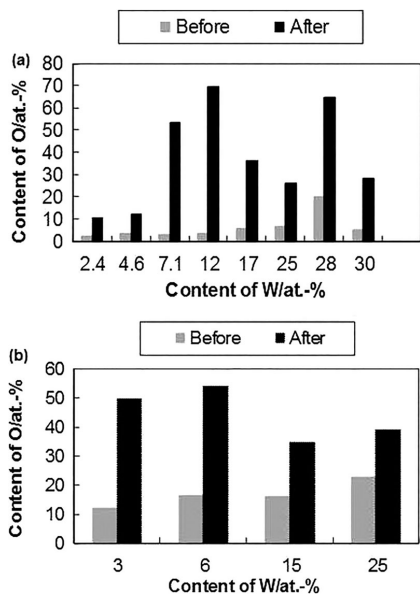 Before After
(a)
Content of O/at.-%
80
70
60
50
40
30
20
10
0
2.4 4.6 7.1 12 17 25 28 30
Content of W/at.-%
Before After
(b)
Content of O/at.-%
60
50
40
30
20
10
0
3 6 15 25
Content of W/at.-%